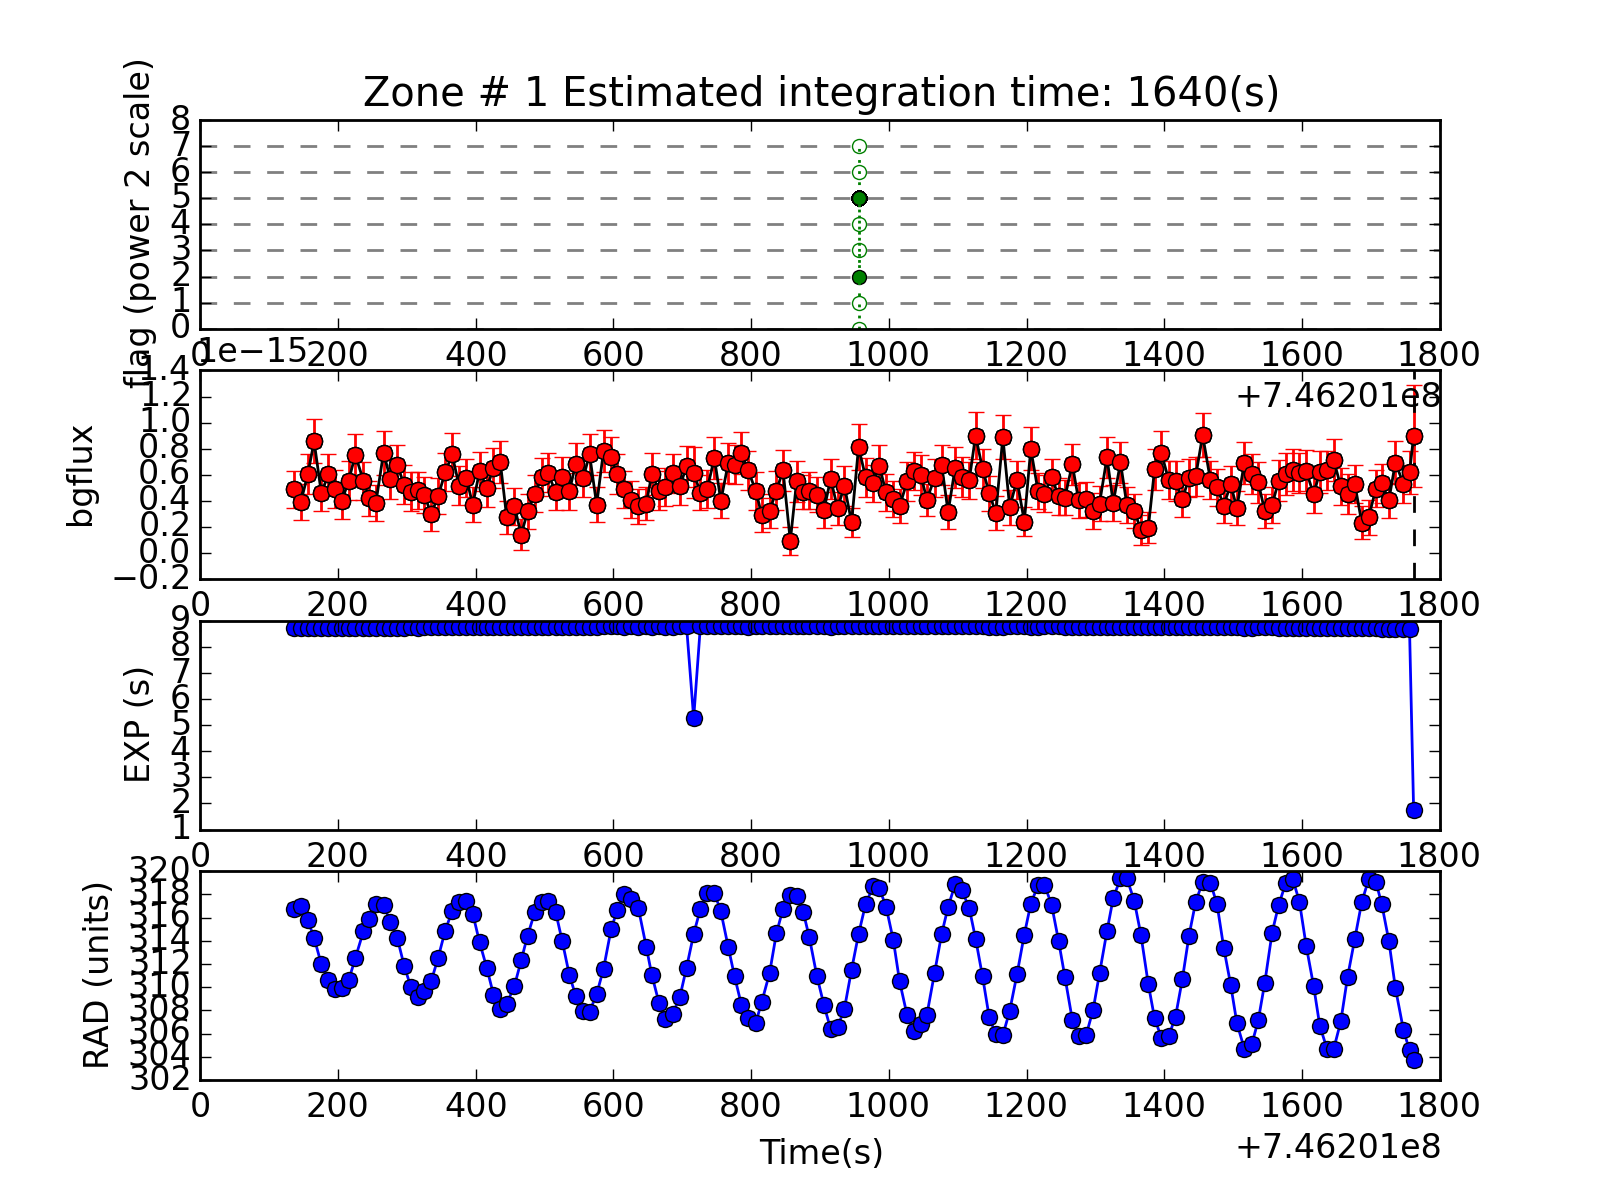 Zone # 1 Estimated integration time: 1640(s)
flag (power 2 scale)
8
7
6
5
4
3
2
1
0
0 200 400 600 800 1000 1200 1400 1600 1800
+7.46201e8
1e−15
bgflux
1.4
1.2
1.0
0.8
0.6
0.4
0.2
0.0
−0.2
0 200 400 600 800 1000 1200 1400 1600 1800
EXP (s)
9
8
7
6
5
4
3
2
1
0 200 400 600 800 1000 1200 1400 1600 1800
RAD (units)
320
318
316
314
312
310
308
306
304
302
0 200 400 600 800 1000 1200 1400 1600 1800
Time(s)
+7.46201e8